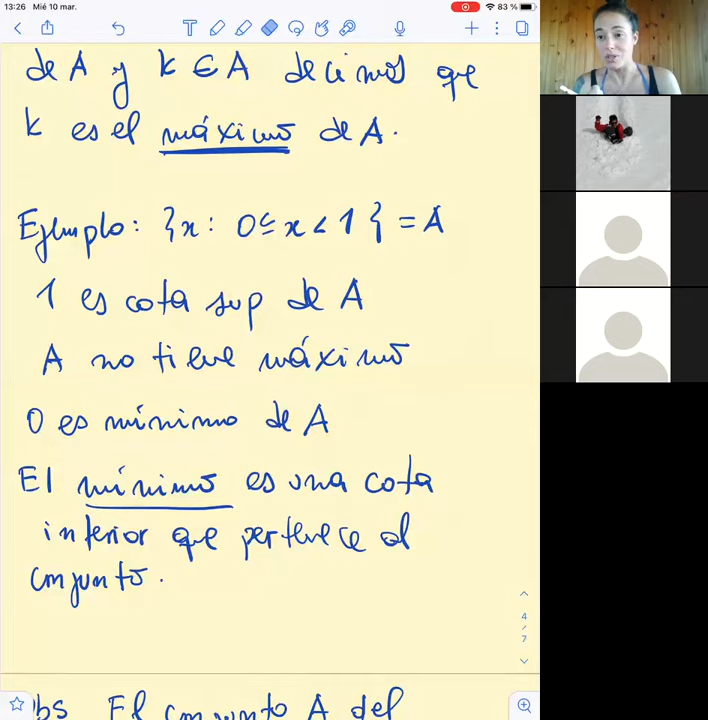 13:26 Mié 10 mar.
83 %
de A y k ∈ A decimos que
k es el máximo de A.
Ejemplo: {x: 0 ≤ x < 1} = A
1 es cota sup de A
A no tiene máximo
0 es mínimo de A
El mínimo es una cota
inferior que pertenece al
conjunto.
4
/
7
Obs El conjunto A del